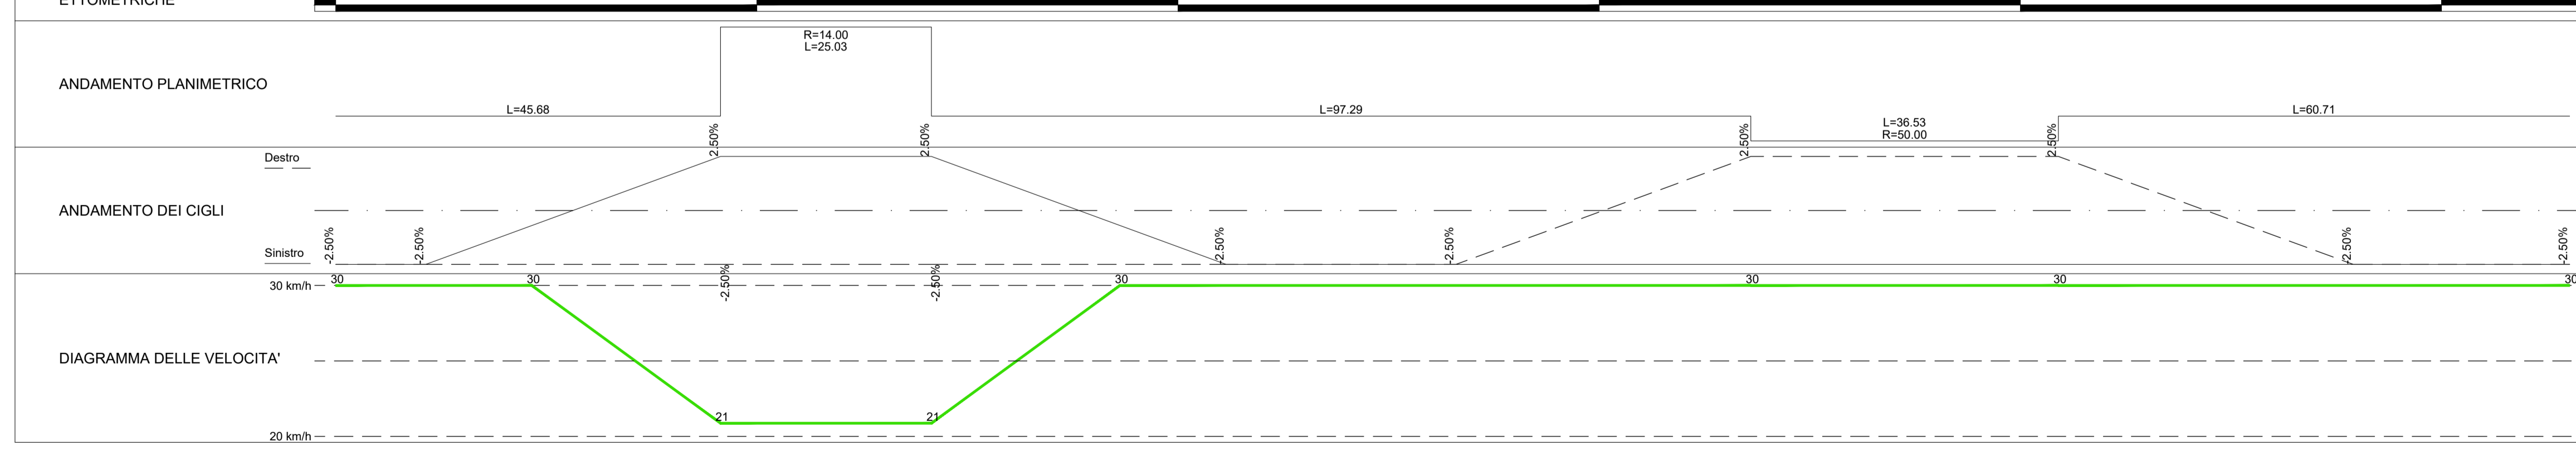 ETTOMETRICHE
R=14.00
L=25.03
ANDAMENTO PLANIMETRICO
L=45.68
L=97.29
L=36.53
R=50.00
L=60.71
2.50%
2.50%
2.50%
2.50%
Destro
ANDAMENTO DEI CIGLI
Sinistro
-2.50%
-2.50%
-2.50%
-2.50%
-2.50%
-2.50%
-2.50%
-2.50%
30 km/h
30
30
30
30
30
30
DIAGRAMMA DELLE VELOCITA'
21
21
20 km/h